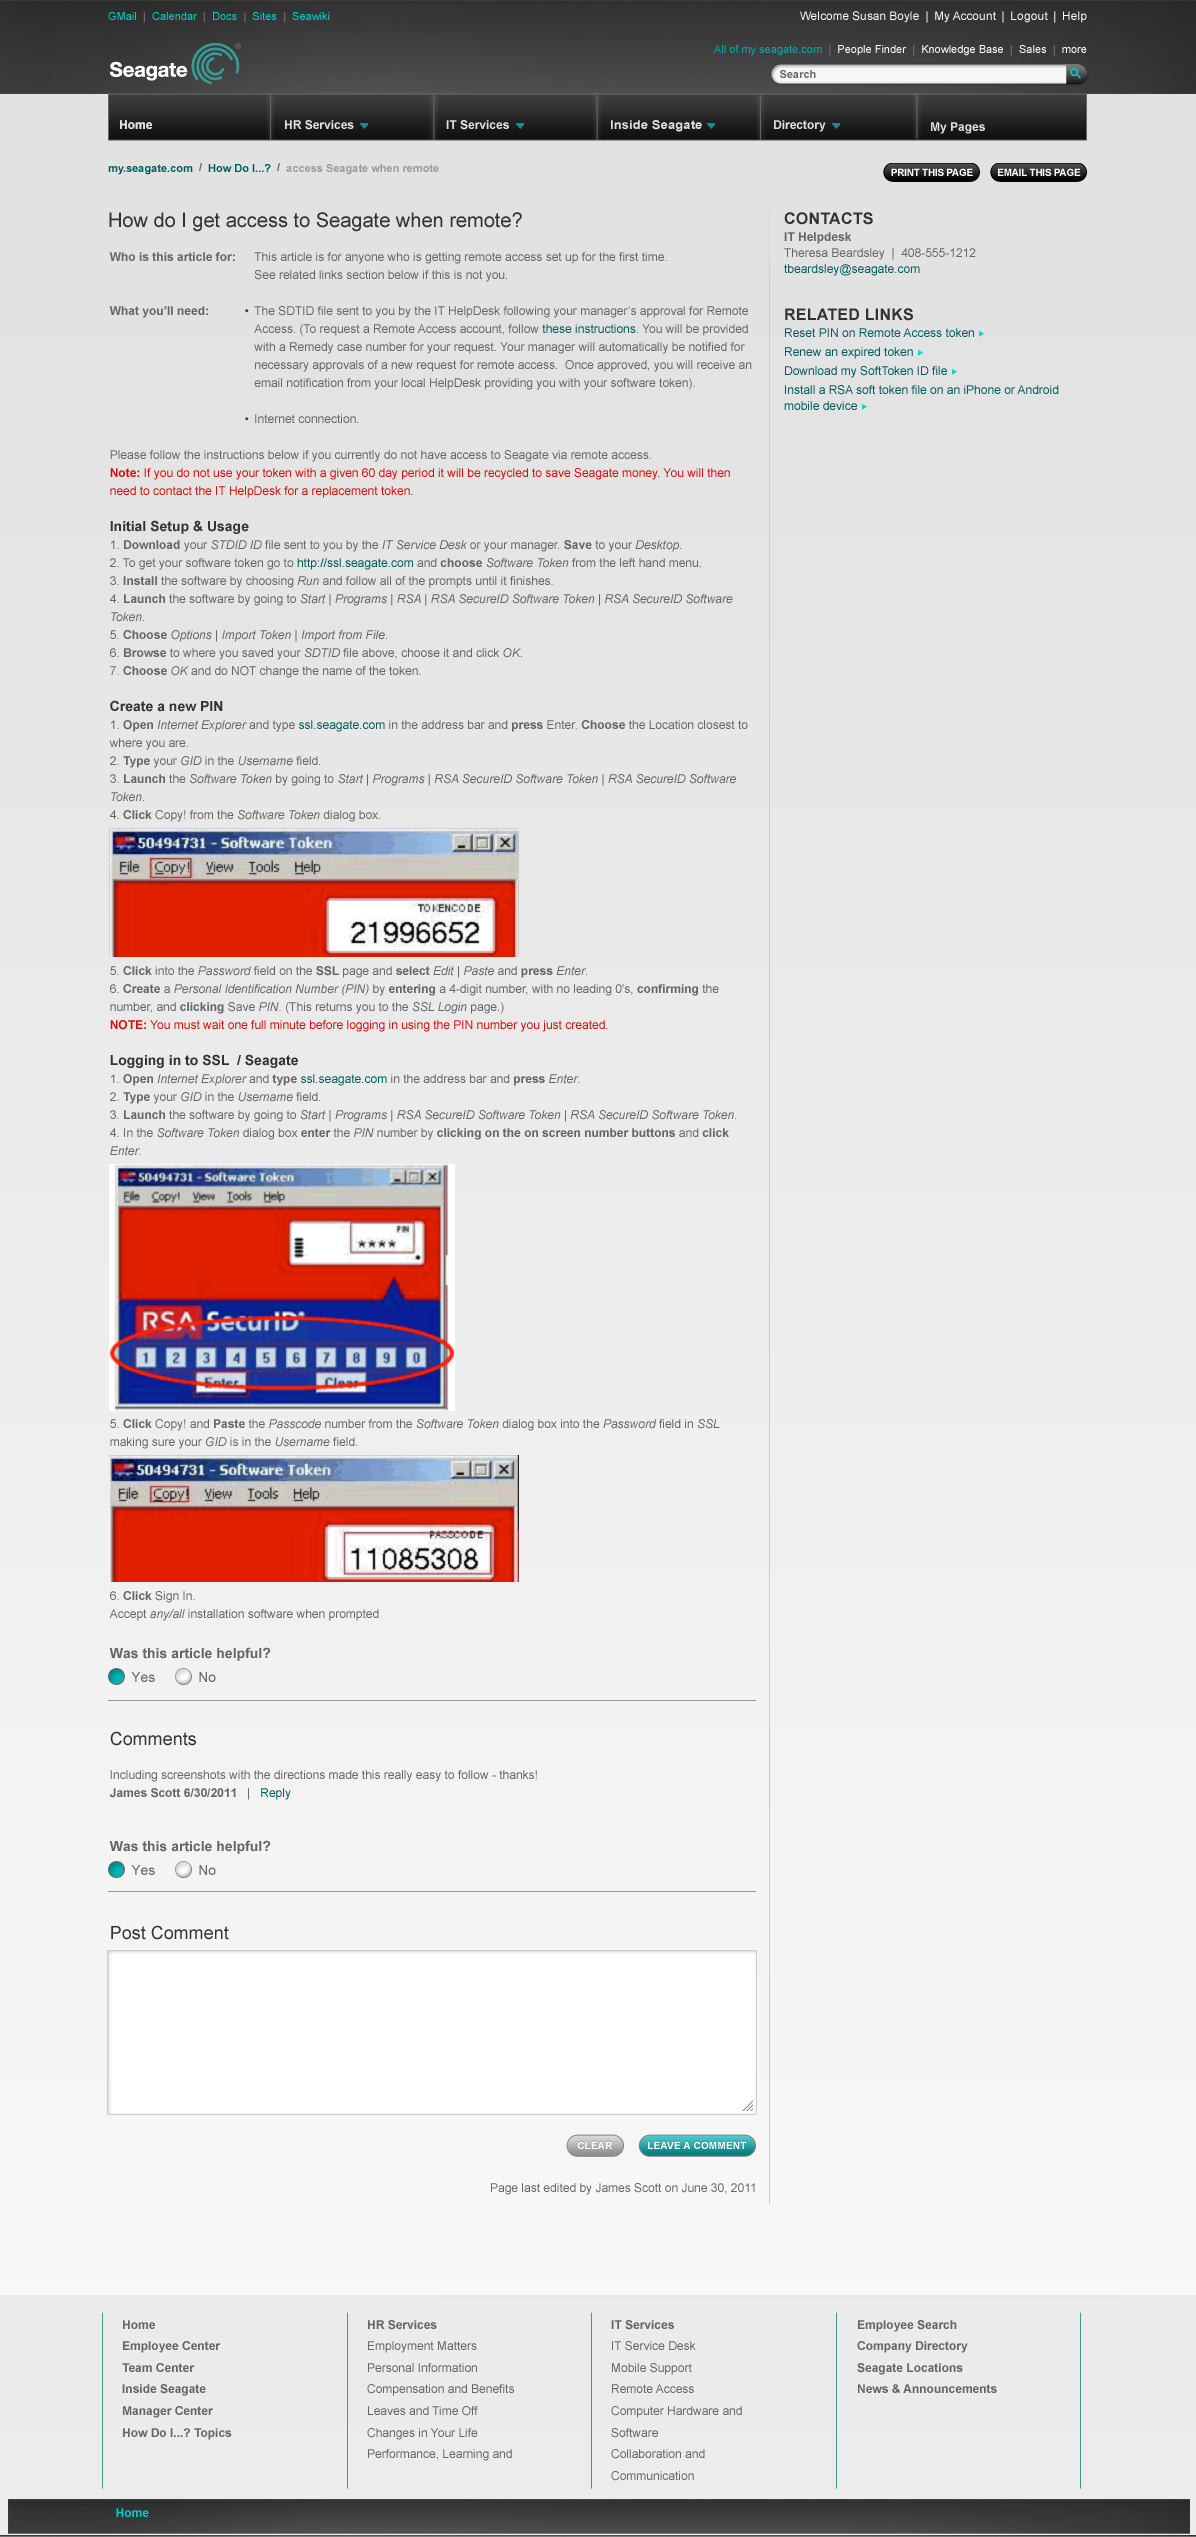 GMail | Calendar | Docs | Sites | Seawiki
Welcome Susan Boyle | My Account | Logout | Help
Seagate
All of my seagate.com | People Finder | Knowledge Base | Sales | more
Search
Home
HR Services
IT Services
Inside Seagate
Directory
My Pages
my.seagate.com / How Do I...? / access Seagate when remote
PRINT THIS PAGE
EMAIL THIS PAGE
How do I get access to Seagate when remote?
Who is this article for: This article is for anyone who is getting remote access set up for the first time.
See related links section below if this is not you.
What you'll need: • The SDTID file sent to you by the IT HelpDesk following your manager's approval for Remote
Access. (To request a Remote Access account, follow these instructions. You will be provided
with a Remedy case number for your request. Your manager will automatically be notified for
necessary approvals of a new request for remote access. Once approved, you will receive an
email notification from your local HelpDesk providing you with your software token).
• Internet connection.
Please follow the instructions below if you currently do not have access to Seagate via remote access.
Note: If you do not use your token with a given 60 day period it will be recycled to save Seagate money. You will then
need to contact the IT HelpDesk for a replacement token.
Initial Setup & Usage
1. Download your STDID ID file sent to you by the IT Service Desk or your manager. Save to your Desktop.
2. To get your software token go to http://ssl.seagate.com and choose Software Token from the left hand menu.
3. Install the software by choosing Run and follow all of the prompts until it finishes.
4. Launch the software by going to Start | Programs | RSA | RSA SecureID Software Token | RSA SecureID Software
Token.
5. Choose Options | Import Token | Import from File.
6. Browse to where you saved your SDTID file above, choose it and click OK.
7. Choose OK and do NOT change the name of the token.
Create a new PIN
1. Open Internet Explorer and type ssl.seagate.com in the address bar and press Enter. Choose the Location closest to
where you are.
2. Type your GID in the Username field.
3. Launch the Software Token by going to Start | Programs | RSA SecureID Software Token | RSA SecureID Software
Token.
4. Click Copy! from the Software Token dialog box.
50494731 - Software Token
File Copy! View Tools Help
TOKENCODE
21996652
5. Click into the Password field on the SSL page and select Edit | Paste and press Enter.
6. Create a Personal Identification Number (PIN) by entering a 4-digit number, with no leading 0's, confirming the
number, and clicking Save PIN. (This returns you to the SSL Login page.)
NOTE: You must wait one full minute before logging in using the PIN number you just created.
Logging in to SSL / Seagate
1. Open Internet Explorer and type ssl.seagate.com in the address bar and press Enter.
2. Type your GID in the Username field.
3. Launch the software by going to Start | Programs | RSA SecureID Software Token | RSA SecureID Software Token.
4. In the Software Token dialog box enter the PIN number by clicking on the on screen number buttons and click
Enter.
50494731 - Software Token
File Copy! View Tools Help
PIN
****
RSA SecurID
1 2 3 4 5 6 7 8 9 0
Enter Clear
5. Click Copy! and Paste the Passcode number from the Software Token dialog box into the Password field in SSL
making sure your GID is in the Username field.
50494731 - Software Token
File Copy! View Tools Help
PASSCODE
11085308
6. Click Sign In.
Accept any/all installation software when prompted
Was this article helpful?
Yes No
Comments
Including screenshots with the directions made this really easy to follow - thanks!
James Scott 6/30/2011 | Reply
Was this article helpful?
Yes No
Post Comment
CLEAR
LEAVE A COMMENT
Page last edited by James Scott on June 30, 2011
CONTACTS
IT Helpdesk
Theresa Beardsley | 408-555-1212
tbeardsley@seagate.com
RELATED LINKS
Reset PIN on Remote Access token
Renew an expired token
Download my SoftToken ID file
Install a RSA soft token file on an iPhone or Android
mobile device
Home
Employee Center
Team Center
Inside Seagate
Manager Center
How Do I...? Topics
HR Services
Employment Matters
Personal Information
Compensation and Benefits
Leaves and Time Off
Changes in Your Life
Performance, Learning and
IT Services
IT Service Desk
Mobile Support
Remote Access
Computer Hardware and
Software
Collaboration and
Communication
Employee Search
Company Directory
Seagate Locations
News & Announcements
Home